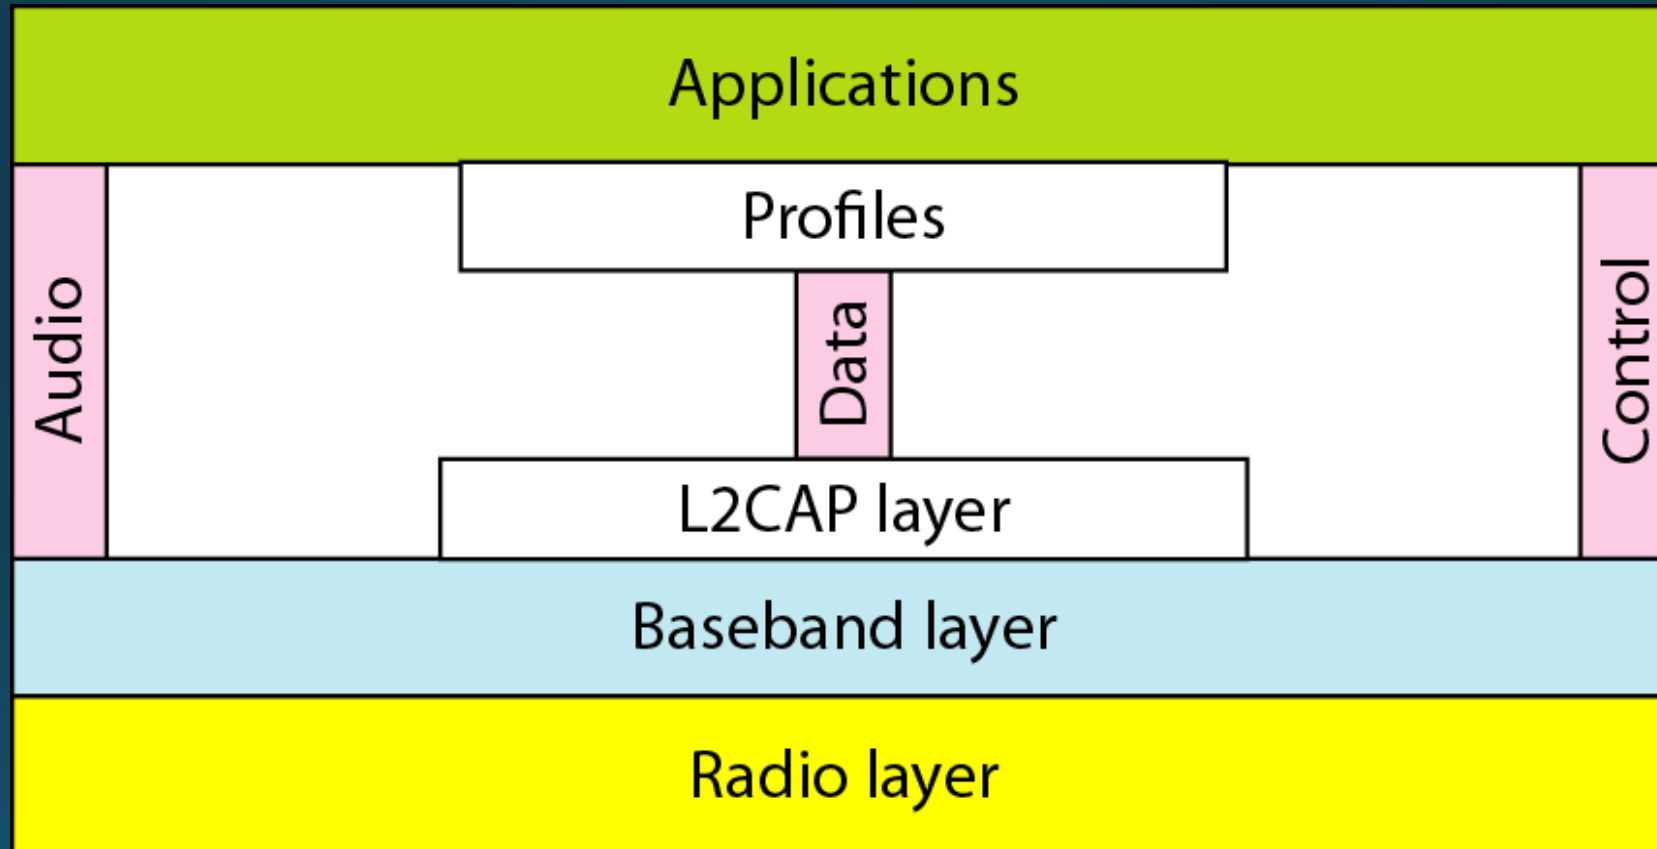 Applications
Profiles
Audio
Data
Control
L2CAP layer
Baseband layer
Radio layer